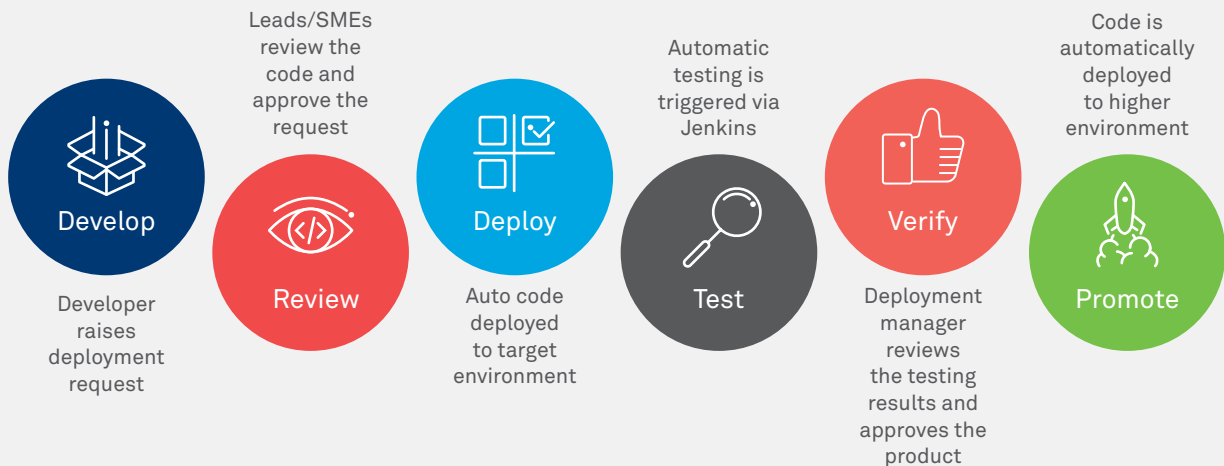 Develop
Developer
raises
deployment
request
Leads/SMEs
review the
code and
approve the
request
</>
Review
Deploy
Auto code
deployed
to target
environment
Automatic
testing is
triggered via
Jenkins
Test
Verify
Deployment
manager
reviews
the testing
results and
approves the
product
Code is
automatically
deployed
to higher
environment
Promote